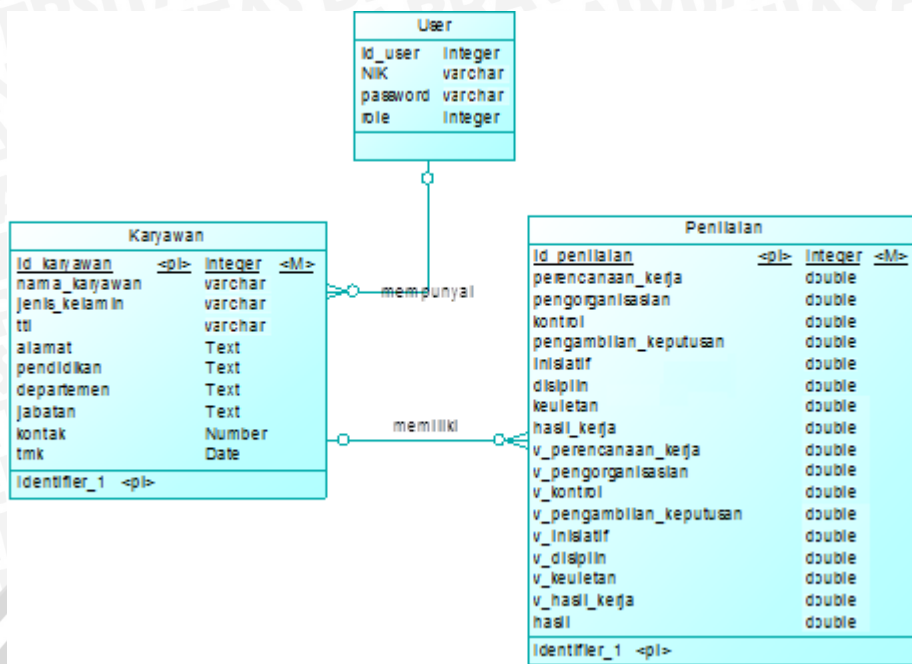 User
Id_user Integer
NIK varchar
password varchar
role Integer
Karyawan
Id_karyawan <pi> Integer <M>
nama_karyawan varchar
jenis_kelamin varchar
ttl varchar
alamat Text
pendidikan Text
departemen Text
jabatan Text
kontak Number
tmk Date
Identifier_1 <pi>
mempunyai
memiliki
Penilaian
Id_penilaian <pi> Integer <M>
perencanaan_kerja double
pengorganisasian double
kontrol double
pengambilan_keputusan double
Inisiatif double
disiplin double
keuletan double
hasil_kerja double
v_perencanaan_kerja double
v_pengorganisasian double
v_kontrol double
v_pengambilan_keputusan double
v_inisiatif double
v_disiplin double
v_keuletan double
v_hasil_kerja double
hasil double
Identifier_1 <pi>